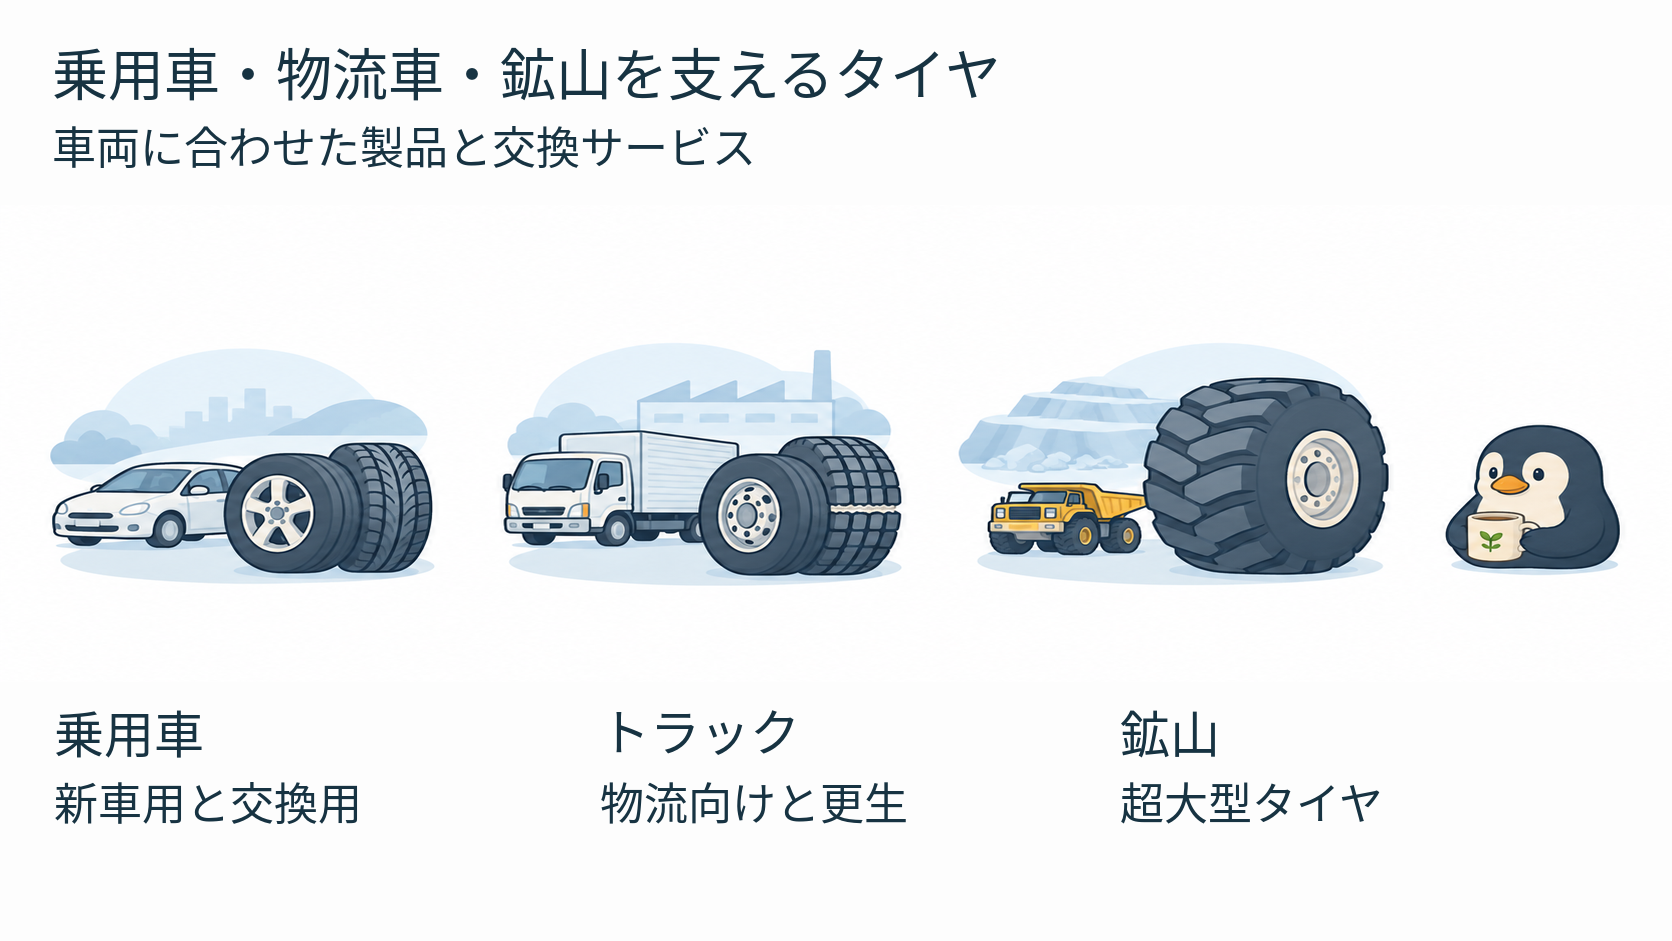 乗用車・物流車・鉱山を支えるタイヤ
車両に合わせた製品と交換サービス
乗用車
新車用と交換用
トラック
物流向けと更生
鉱山
超大型タイヤ